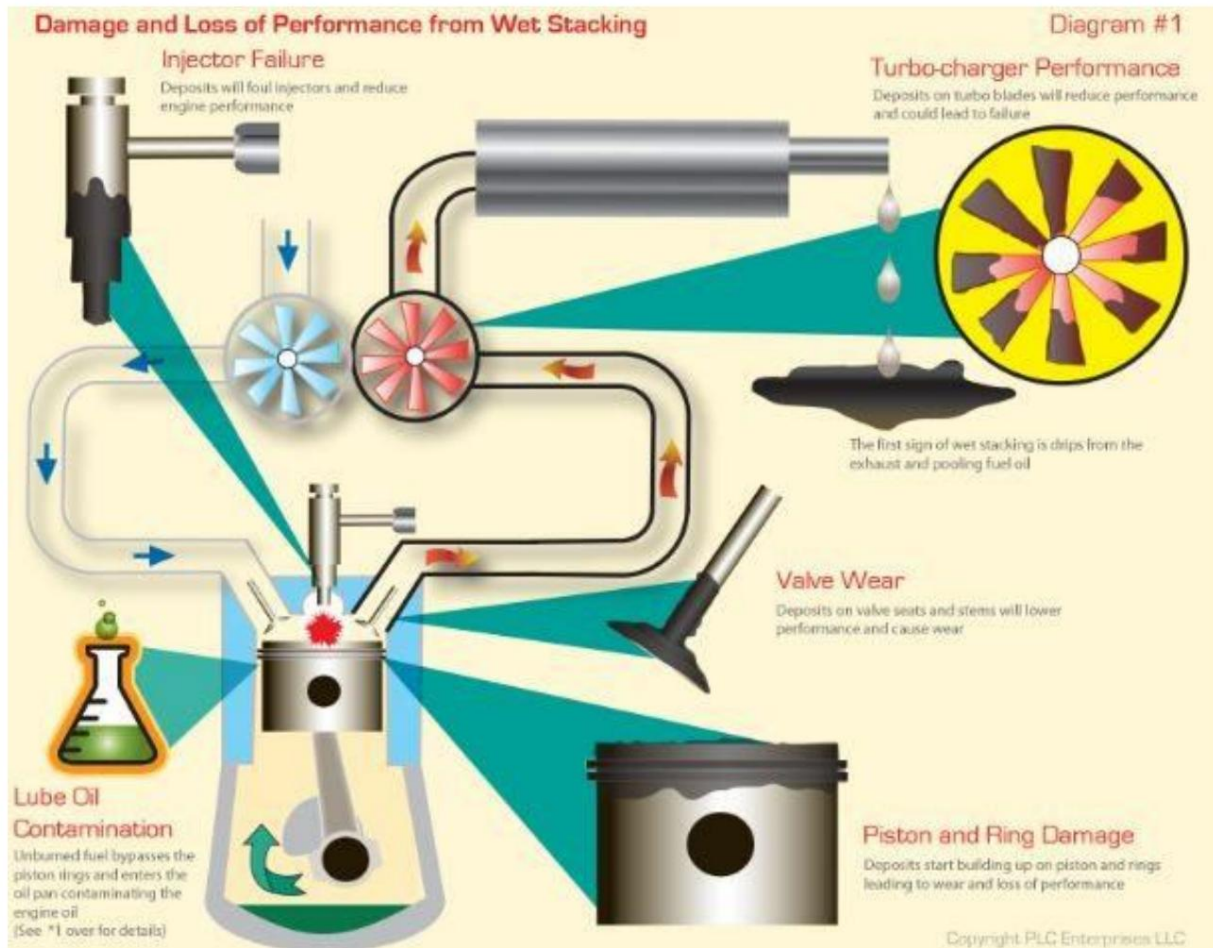 Damage and Loss of Performance from Wet Stacking
Diagram #1
Injector Failure
Deposits will foul injectors and reduce
engine performance
Turbo-charger Performance
Deposits on turbo blades will reduce performance
and could lead to failure
The first sign of wet stacking is drips from the
exhaust and pooling fuel oil
Valve Wear
Deposits on valve seats and stems will lower
performance and cause wear
Lube Oil
Contamination
Unburned fuel bypasses the
piston rings and enters the
oil pan contaminating the
engine oil
(See *1 over for details)
Piston and Ring Damage
Deposits start building up on piston and rings
leading to wear and loss of performance
Copyright PLC Enterprises LLC